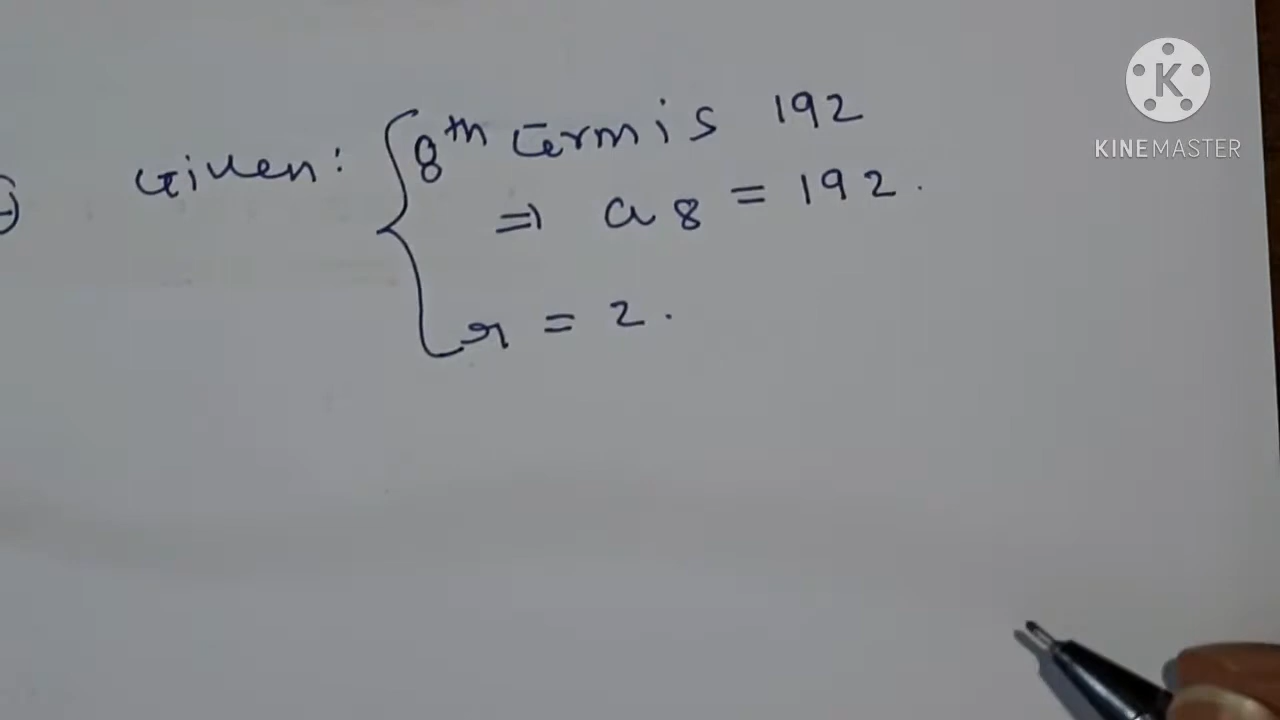 Given: 8th term is 192
⇒ a8 = 192.
r = 2.
K
KINEMASTER